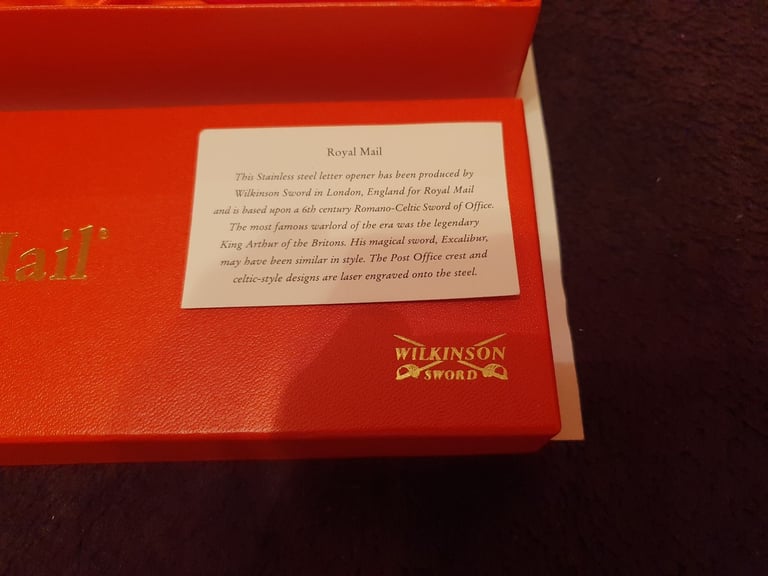 Royal Mail
This Stainless steel letter opener has been produced by
Wilkinson Sword in London, England for Royal Mail
and is based upon a 6th century Romano-Celtic Sword of Office.
The most famous warlord of the era was the legendary
King Arthur of the Britons. His magical sword, Excalibur,
may have been similar in style. The Post Office crest and
celtic-style designs are laser engraved onto the steel.
WILKINSON
SWORD